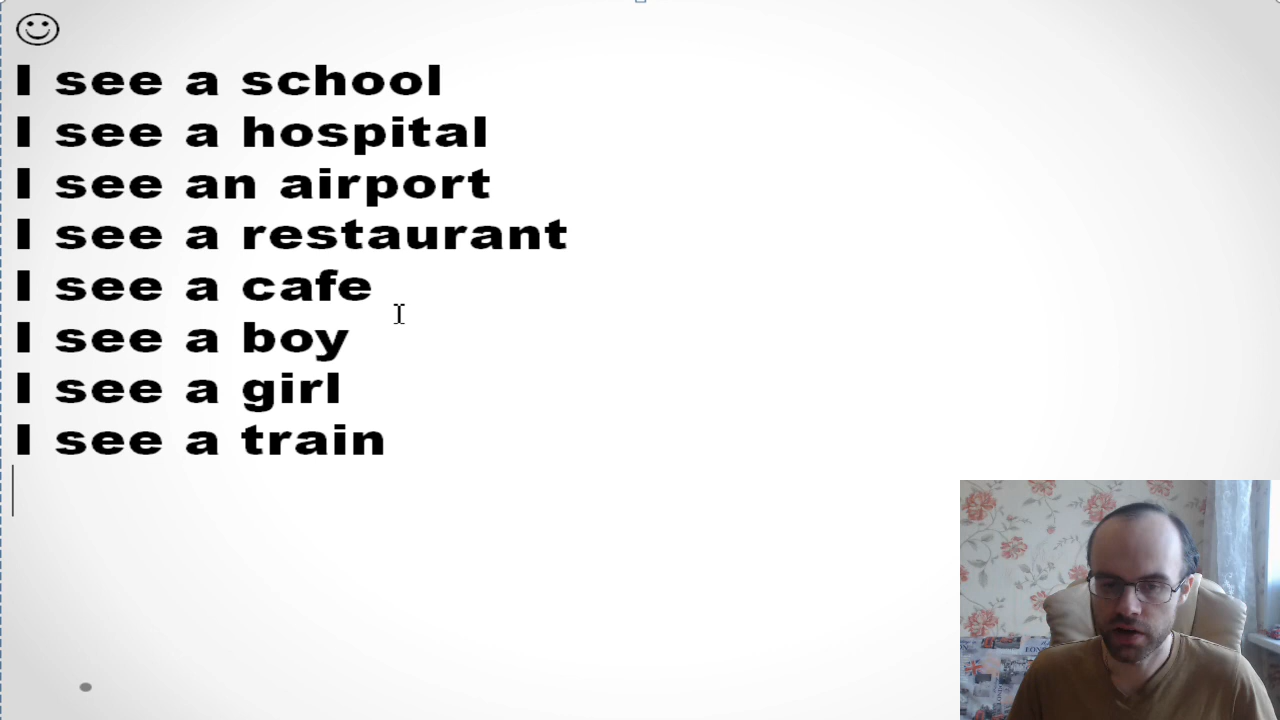 I see a school
I see a hospital
I see an airport
I see a restaurant
I see a cafe
I see a boy
I see a girl
I see a train